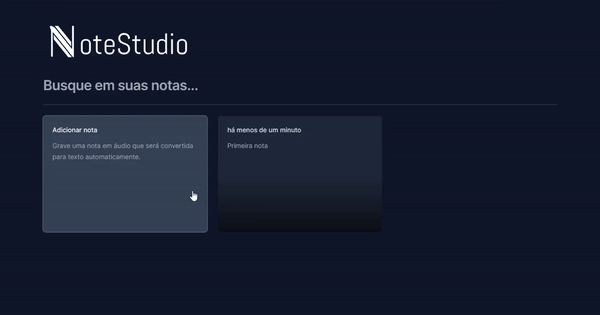 NoteStudio
Busque em suas notas...
Adicionar nota
Grave uma nota em áudio que será convertida
para texto automaticamente.
há menos de um minuto
Primeira nota